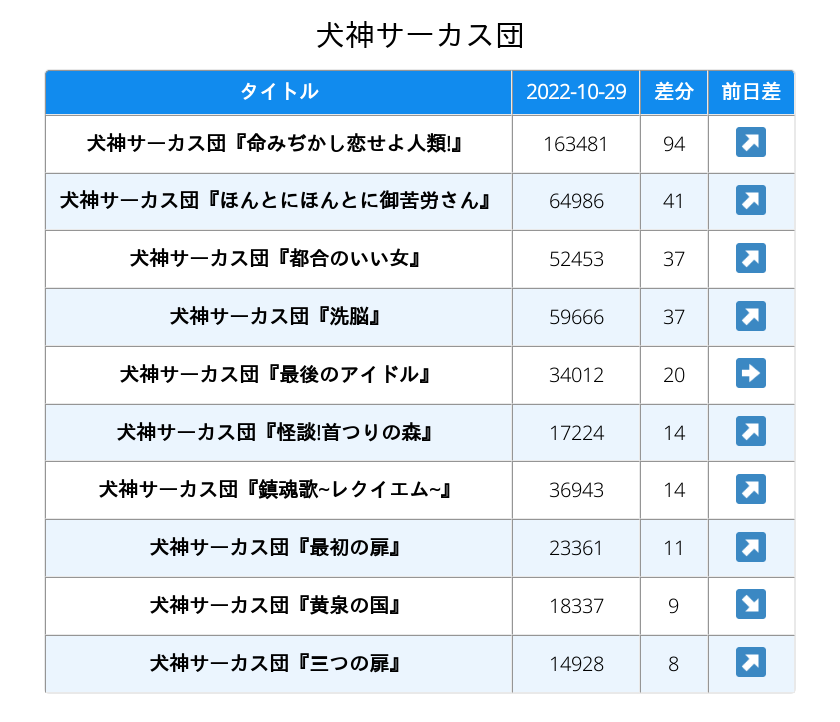 犬神サーカス団
タイトル 2022-10-29 差分 前日差
犬神サーカス団『命みぢかし恋せよ人類!』 163481 94 ↗
犬神サーカス団『ほんとにほんとに御苦労さん』 64986 41 ↗
犬神サーカス団『都合のいい女』 52453 37 ↗
犬神サーカス団『洗脳』 59666 37 ↗
犬神サーカス団『最後のアイドル』 34012 20 ➡
犬神サーカス団『怪談!首つりの森』 17224 14 ↗
犬神サーカス団『鎮魂歌~レクイエム~』 36943 14 ↗
犬神サーカス団『最初の扉』 23361 11 ↗
犬神サーカス団『黄泉の国』 18337 9 ↘
犬神サーカス団『三つの扉』 14928 8 ↗